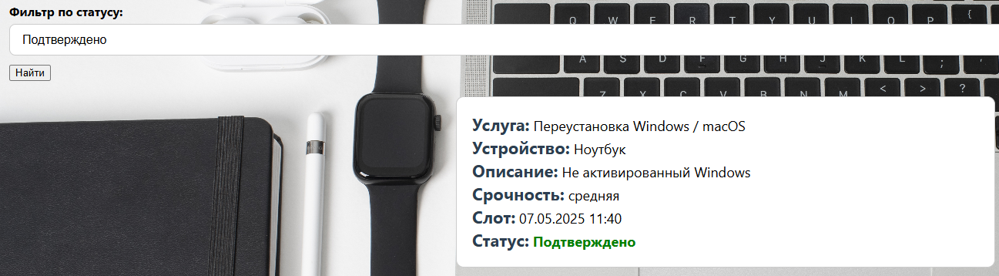 Фильтр по статусу:
Подтверждено
Найти
Q W E R T Y U I O P {
A S D F G H J K L : ;
Z X C V B N M < > ?
Услуга: Переустановка Windows / macOS
Устройство: Ноутбук
Описание: Не активированный Windows
Срочность: средняя
Слот: 07.05.2025 11:40
Статус: Подтверждено